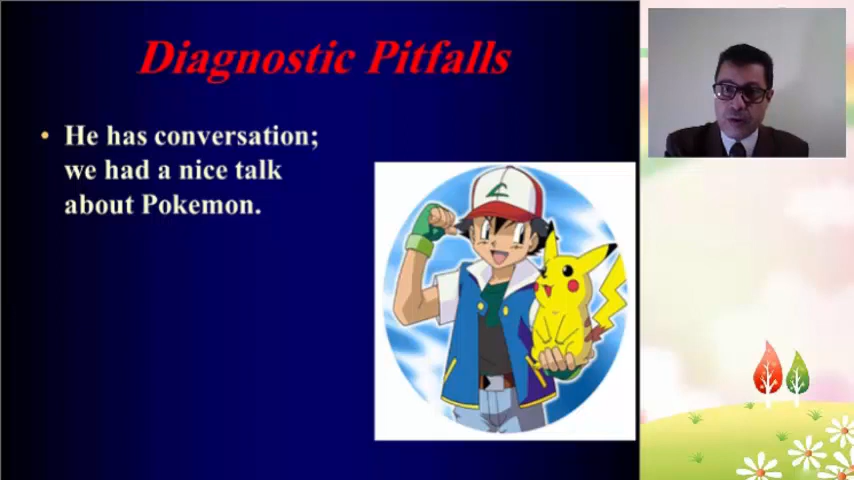 Diagnostic Pitfalls
• He has conversation;
we had a nice talk
about Pokemon.